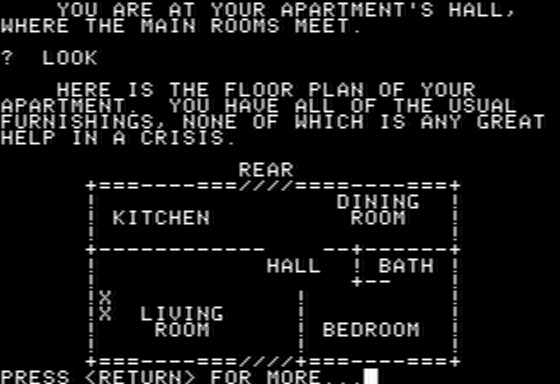 YOU ARE AT YOUR APARTMENT'S HALL,
WHERE THE MAIN ROOMS MEET.
? LOOK
HERE IS THE FLOOR PLAN OF YOUR
APARTMENT. YOU HAVE ALL OF THE USUAL
FURNISHINGS, NONE OF WHICH IS ANY GREAT
HELP IN A CRISIS.
REAR
DINING
KITCHEN ROOM
HALL BATH
X
X LIVING
ROOM BEDROOM
PRESS <RETURN> FOR MORE...